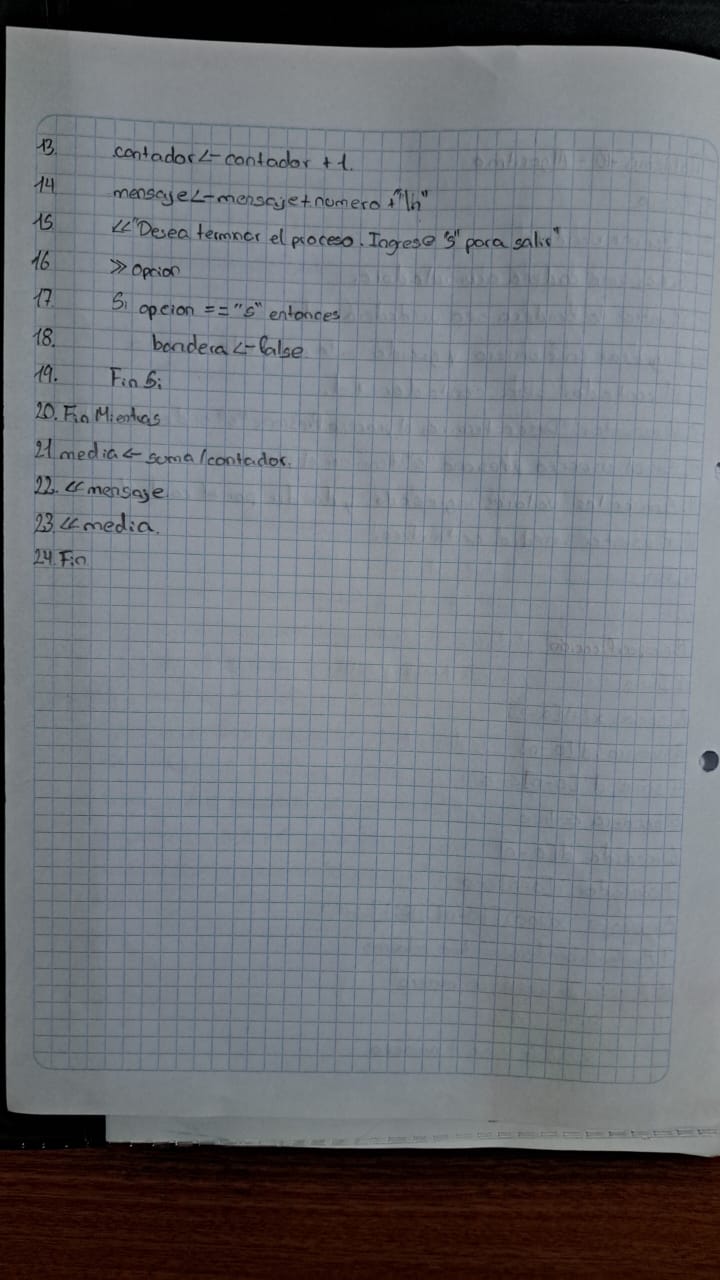 13. contador <- contador + 1.
14 mensaje <- mensaje + numero + "\n"
15 << "Desea terminar el proceso. Ingrese "s" para salir"
16 >> Opcion
17 Si opcion == "s" entonces
18. bandera <- false
19. Fin Si
20. Fin Mientras
21 media <- suma / contador.
22. << mensaje
23. << media.
24. Fin